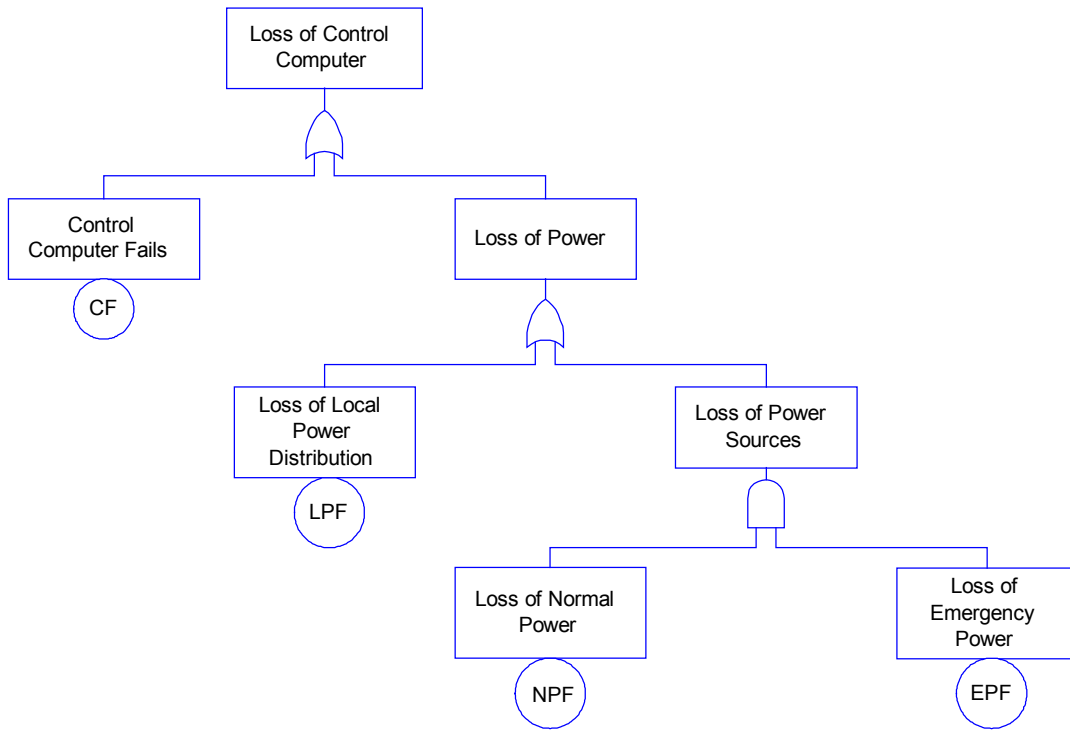 Loss of Control
Computer
Control
Computer Fails
CF
Loss of Power
Loss of Local
Power
Distribution
LPF
Loss of Power
Sources
Loss of Normal
Power
NPF
Loss of
Emergency
Power
EPF